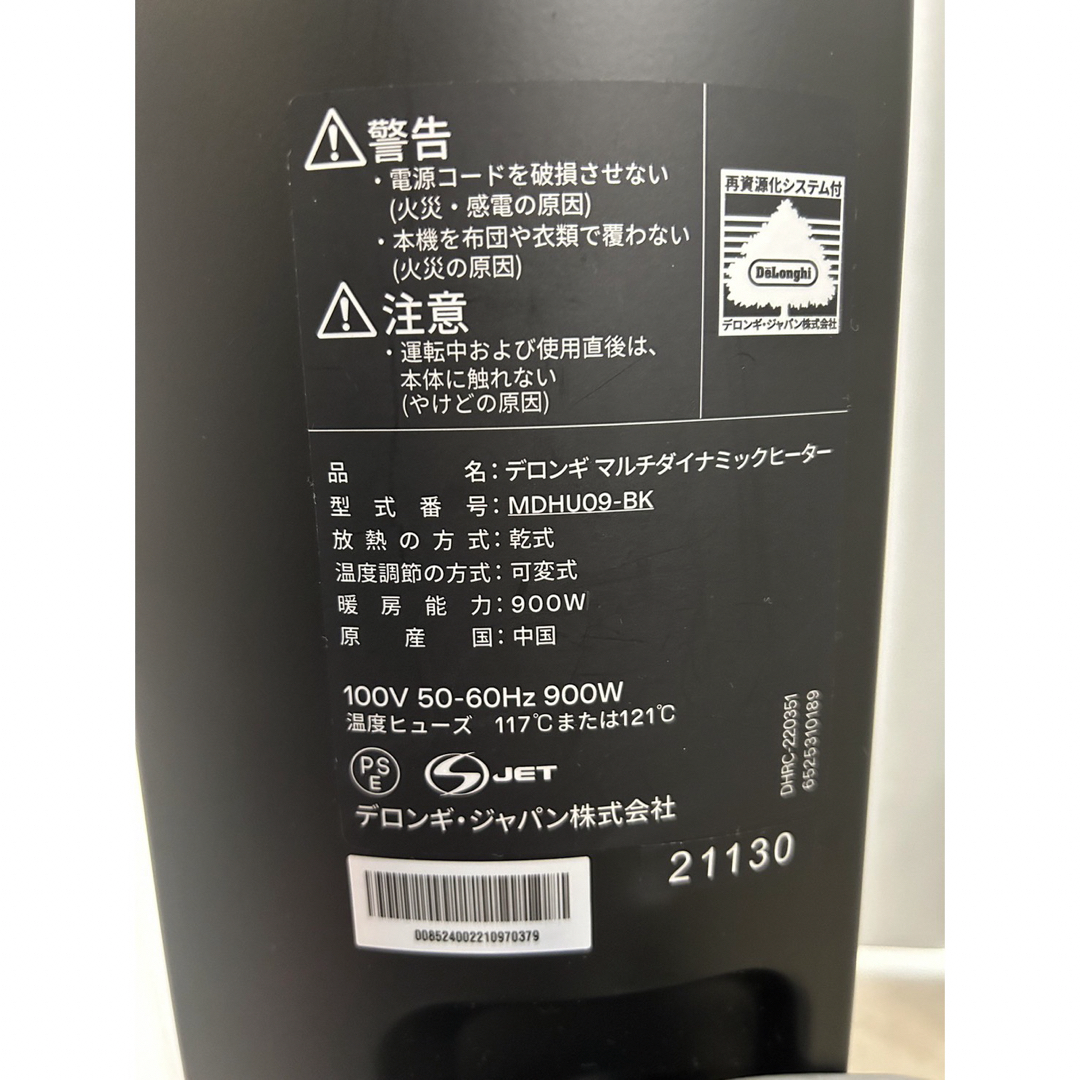 警告
・電源コードを破損させない
(火災・感電の原因)
・本機を布団や衣類で覆わない
(火災の原因)
注意
・運転中および使用直後は、
本体に触れない
(やけどの原因)
再資源化システム付
DeLonghi
デロンギ・ジャパン株式会社
品名：デロンギ マルチダイナミックヒーター
型式番号：MDHU09-BK
放熱の方式：乾式
温度調節の方式：可変式
暖房能力：900W
原産国：中国
100V 50-60Hz 900W
温度ヒューズ 117℃または121℃
PS
E
S JET
デロンギ・ジャパン株式会社
DHRC-220351
6525310189
21130
008524002210970379